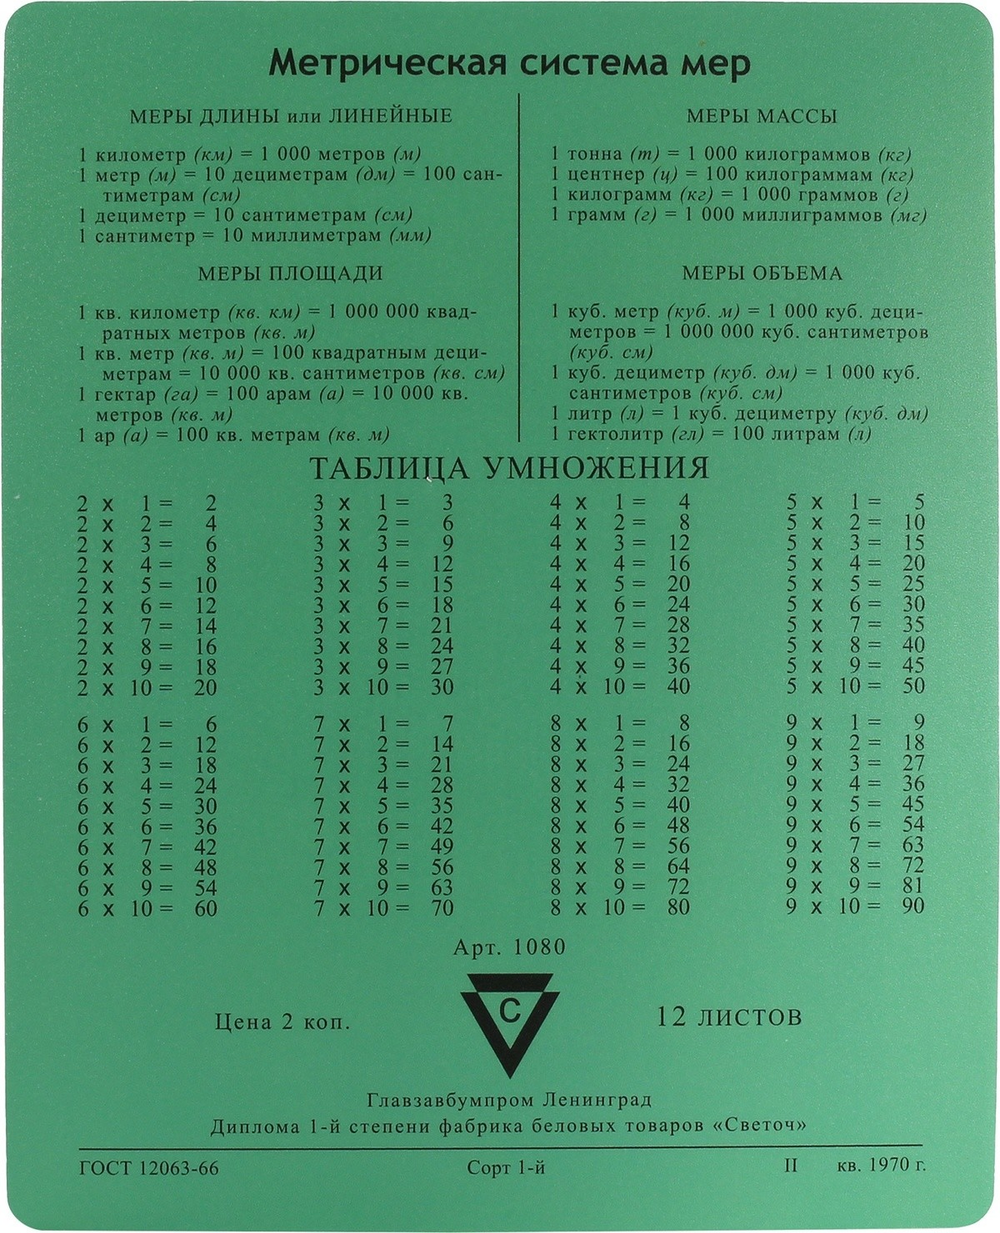 Метрическая система мер
МЕРЫ ДЛИНЫ или ЛИНЕЙНЫЕ
1 километр (км) = 1 000 метров (м)
1 метр (м) = 10 дециметрам (дм) = 100 сан-
тиметрам (см)
1 дециметр = 10 сантиметрам (см)
1 сантиметр = 10 миллиметрам (мм)
МЕРЫ ПЛОЩАДИ
1 кв. километр (кв. км) = 1 000 000 квад-
ратных метров (кв. м)
1 кв. метр (кв. м) = 100 квадратным деци-
метрам = 10 000 кв. сантиметров (кв. см)
1 гектар (га) = 100 арам (а) = 10 000 кв.
метров (кв. м)
1 ар (а) = 100 кв. метрам (кв. м)
МЕРЫ МАССЫ
1 тонна (т) = 1 000 килограммов (кг)
1 центнер (ц) = 100 килограммам (кг)
1 килограмм (кг) = 1 000 граммов (г)
1 грамм (г) = 1 000 миллиграммов (мг)
МЕРЫ ОБЪЕМА
1 куб. метр (куб. м) = 1 000 куб. деци-
метров = 1 000 000 куб. сантиметров
(куб. см)
1 куб. дециметр (куб. дм) = 1 000 куб.
сантиметров (куб. см)
1 литр (л) = 1 куб. дециметру (куб. дм)
1 гектолитр (гл) = 100 литрам (л)
ТАБЛИЦА УМНОЖЕНИЯ
2 х 1 = 2 3 х 1 = 3 4 х 1 = 4 5 х 1 = 5
2 х 2 = 4 3 х 2 = 6 4 х 2 = 8 5 х 2 = 10
2 х 3 = 6 3 х 3 = 9 4 х 3 = 12 5 х 3 = 15
2 х 4 = 8 3 х 4 = 12 4 х 4 = 16 5 х 4 = 20
2 х 5 = 10 3 х 5 = 15 4 х 5 = 20 5 х 5 = 25
2 х 6 = 12 3 х 6 = 18 4 х 6 = 24 5 х 6 = 30
2 х 7 = 14 3 х 7 = 21 4 х 7 = 28 5 х 7 = 35
2 х 8 = 16 3 х 8 = 24 4 х 8 = 32 5 х 8 = 40
2 х 9 = 18 3 х 9 = 27 4 х 9 = 36 5 х 9 = 45
2 х 10 = 20 3 х 10 = 30 4 х 10 = 40 5 х 10 = 50
6 х 1 = 6 7 х 1 = 7 8 х 1 = 8 9 х 1 = 9
6 х 2 = 12 7 х 2 = 14 8 х 2 = 16 9 х 2 = 18
6 х 3 = 18 7 х 3 = 21 8 х 3 = 24 9 х 3 = 27
6 х 4 = 24 7 х 4 = 28 8 х 4 = 32 9 х 4 = 36
6 х 5 = 30 7 х 5 = 35 8 х 5 = 40 9 х 5 = 45
6 х 6 = 36 7 х 6 = 42 8 х 6 = 48 9 х 6 = 54
6 х 7 = 42 7 х 7 = 49 8 х 7 = 56 9 х 7 = 63
6 х 8 = 48 7 х 8 = 56 8 х 8 = 64 9 х 8 = 72
6 х 9 = 54 7 х 9 = 63 8 х 9 = 72 9 х 9 = 81
6 х 10 = 60 7 х 10 = 70 8 х 10 = 80 9 х 10 = 90
Арт. 1080
Цена 2 коп. С 12 листов
Главзавбумпром Ленинград
Диплома 1-й степени фабрика беловых товаров «Светоч»
ГОСТ 12063-66 Сорт 1-й II кв. 1970 г.